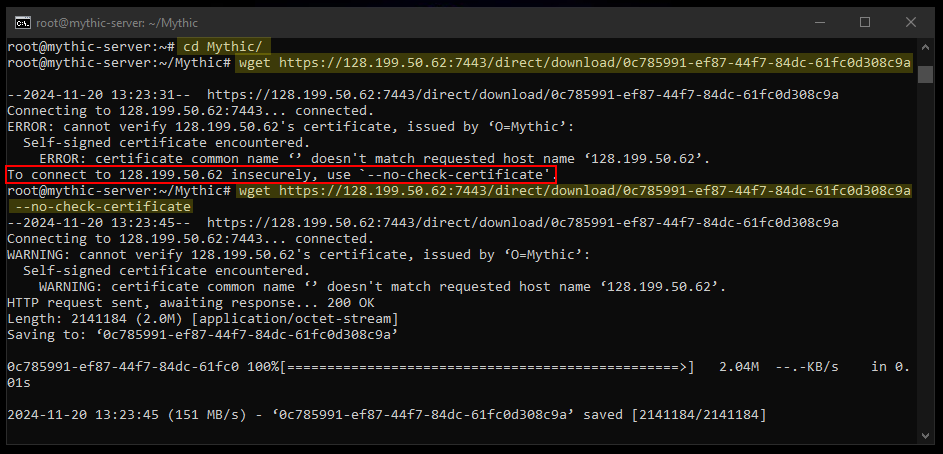 root@mythic-server: ~/Mythic
root@mythic-server:~# cd Mythic/
root@mythic-server:~/Mythic# wget https://128.199.50.62:7443/direct/download/0c785991-ef87-44f7-84dc-61fc0d308c9a
--2024-11-20 13:23:31--  https://128.199.50.62:7443/direct/download/0c785991-ef87-44f7-84dc-61fc0d308c9a
Connecting to 128.199.50.62:7443... connected.
ERROR: cannot verify 128.199.50.62's certificate, issued by ‘O=Mythic’:
  Self-signed certificate encountered.
    ERROR: certificate common name ‘’ doesn't match requested host name ‘128.199.50.62’.
To connect to 128.199.50.62 insecurely, use `--no-check-certificate'.
root@mythic-server:~/Mythic# wget https://128.199.50.62:7443/direct/download/0c785991-ef87-44f7-84dc-61fc0d308c9a
 --no-check-certificate
--2024-11-20 13:23:45--  https://128.199.50.62:7443/direct/download/0c785991-ef87-44f7-84dc-61fc0d308c9a
Connecting to 128.199.50.62:7443... connected.
WARNING: cannot verify 128.199.50.62's certificate, issued by ‘O=Mythic’:
  Self-signed certificate encountered.
    WARNING: certificate common name ‘’ doesn't match requested host name ‘128.199.50.62’.
HTTP request sent, awaiting response... 200 OK
Length: 2141184 (2.0M) [application/octet-stream]
Saving to: ‘0c785991-ef87-44f7-84dc-61fc0d308c9a’
0c785991-ef87-44f7-84dc-61fc0 100%[=================================================>]   2.04M  --.-KB/s    in 0.
01s
2024-11-20 13:23:45 (151 MB/s) - ‘0c785991-ef87-44f7-84dc-61fc0d308c9a’ saved [2141184/2141184]